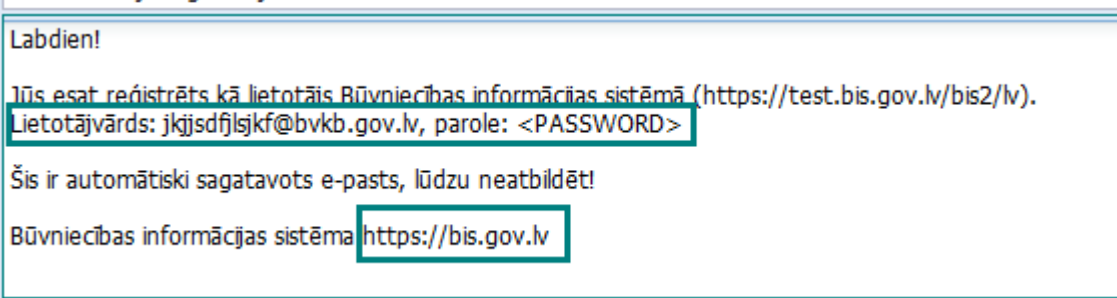 Labdien!
Jūs esat reģistrēts kā lietotājs Būvniecības informācijas sistēmā (https://test.bis.gov.lv/bis2/lv).
Lietotājvārds: jkjjsdfjlsjkf@bvkb.gov.lv, parole: <PASSWORD>
Šis ir automātiski sagatavots e-pasts, lūdzu neatbildēt!
Būvniecības informācijas sistēma https://bis.gov.lv